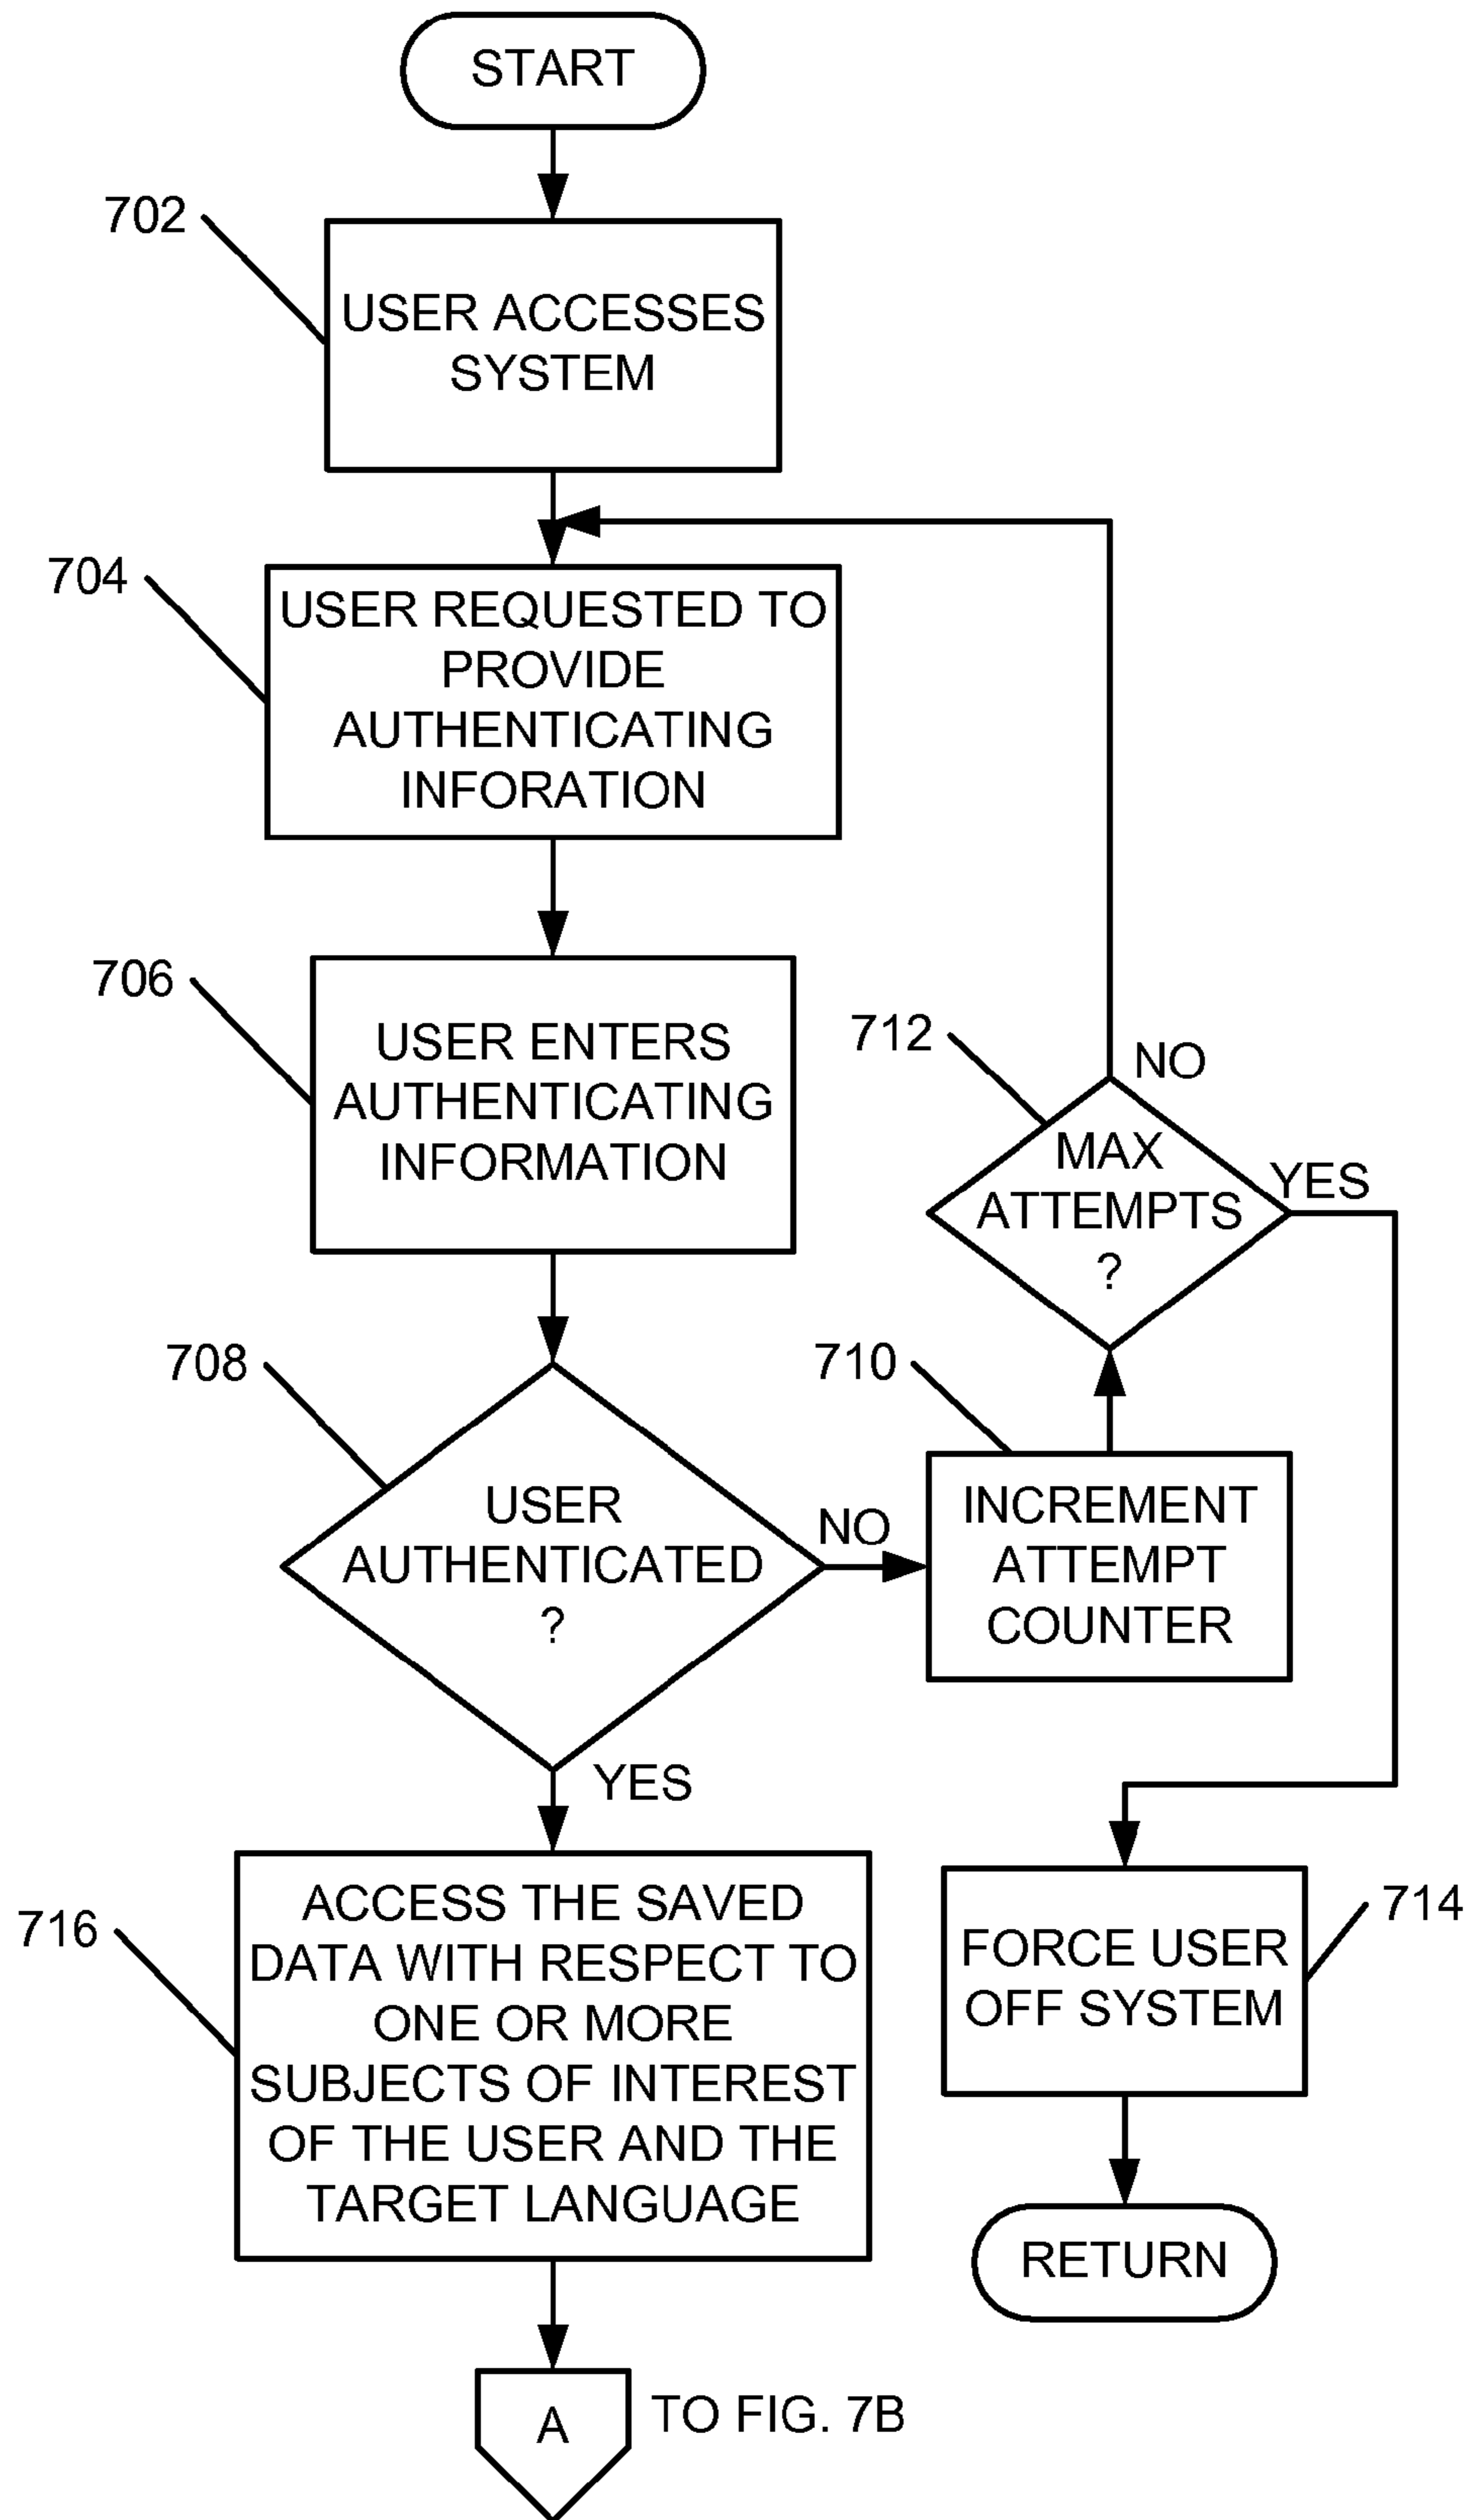 START
702
USER ACCESSES
SYSTEM
704
USER REQUESTED TO
PROVIDE
AUTHENTICATING
INFORATION
706
USER ENTERS
AUTHENTICATING
INFORMATION
712
NO
MAX
ATTEMPTS
?
YES
708
USER
AUTHENTICATED
?
NO
710
INCREMENT
ATTEMPT
COUNTER
YES
716
ACCESS THE SAVED
DATA WITH RESPECT TO
ONE OR MORE
SUBJECTS OF INTEREST
OF THE USER AND THE
TARGET LANGUAGE
714
FORCE USER
OFF SYSTEM
RETURN
A
TO FIG. 7B